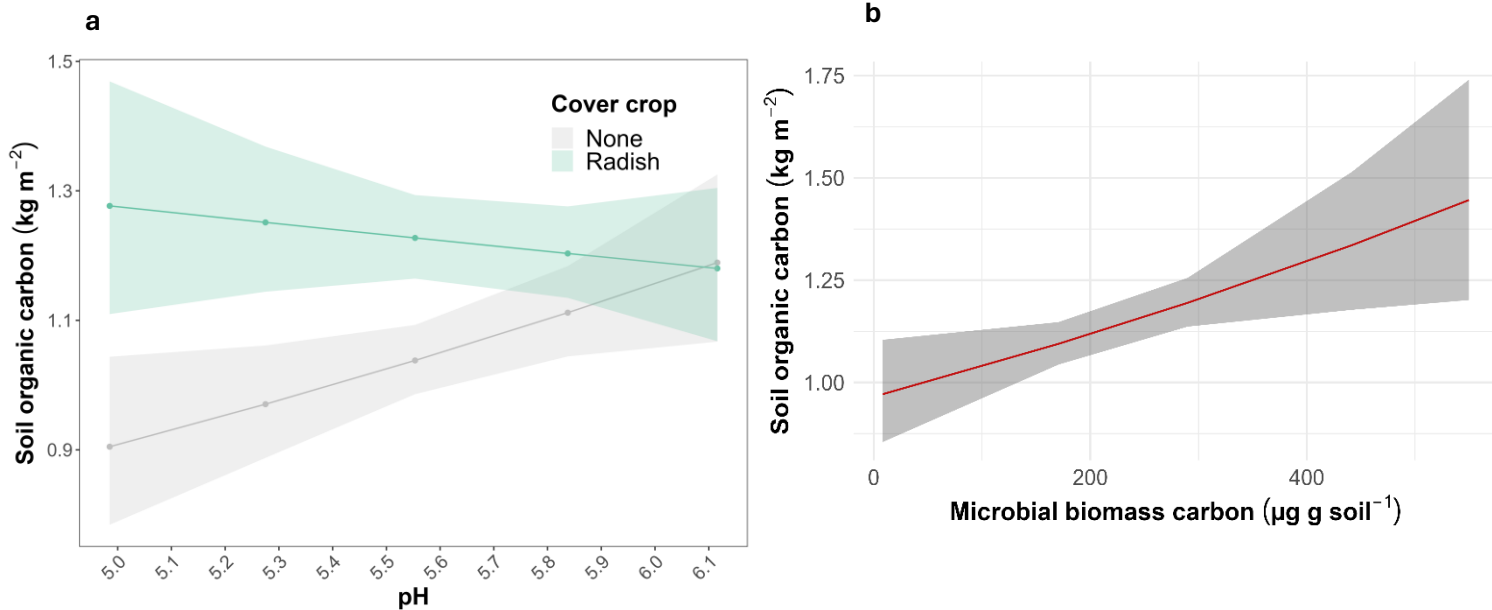 a
Soil organic carbon (kg m⁻²)
1.5
1.3
1.1
0.9
Cover crop
None
Radish
5.0 5.1 5.2 5.3 5.4 5.5 5.6 5.7 5.8 5.9 6.0 6.1
pH
b
Soil organic carbon (kg m⁻²)
1.75
1.50
1.25
1.00
0 200 400
Microbial biomass carbon (µg g soil⁻¹)